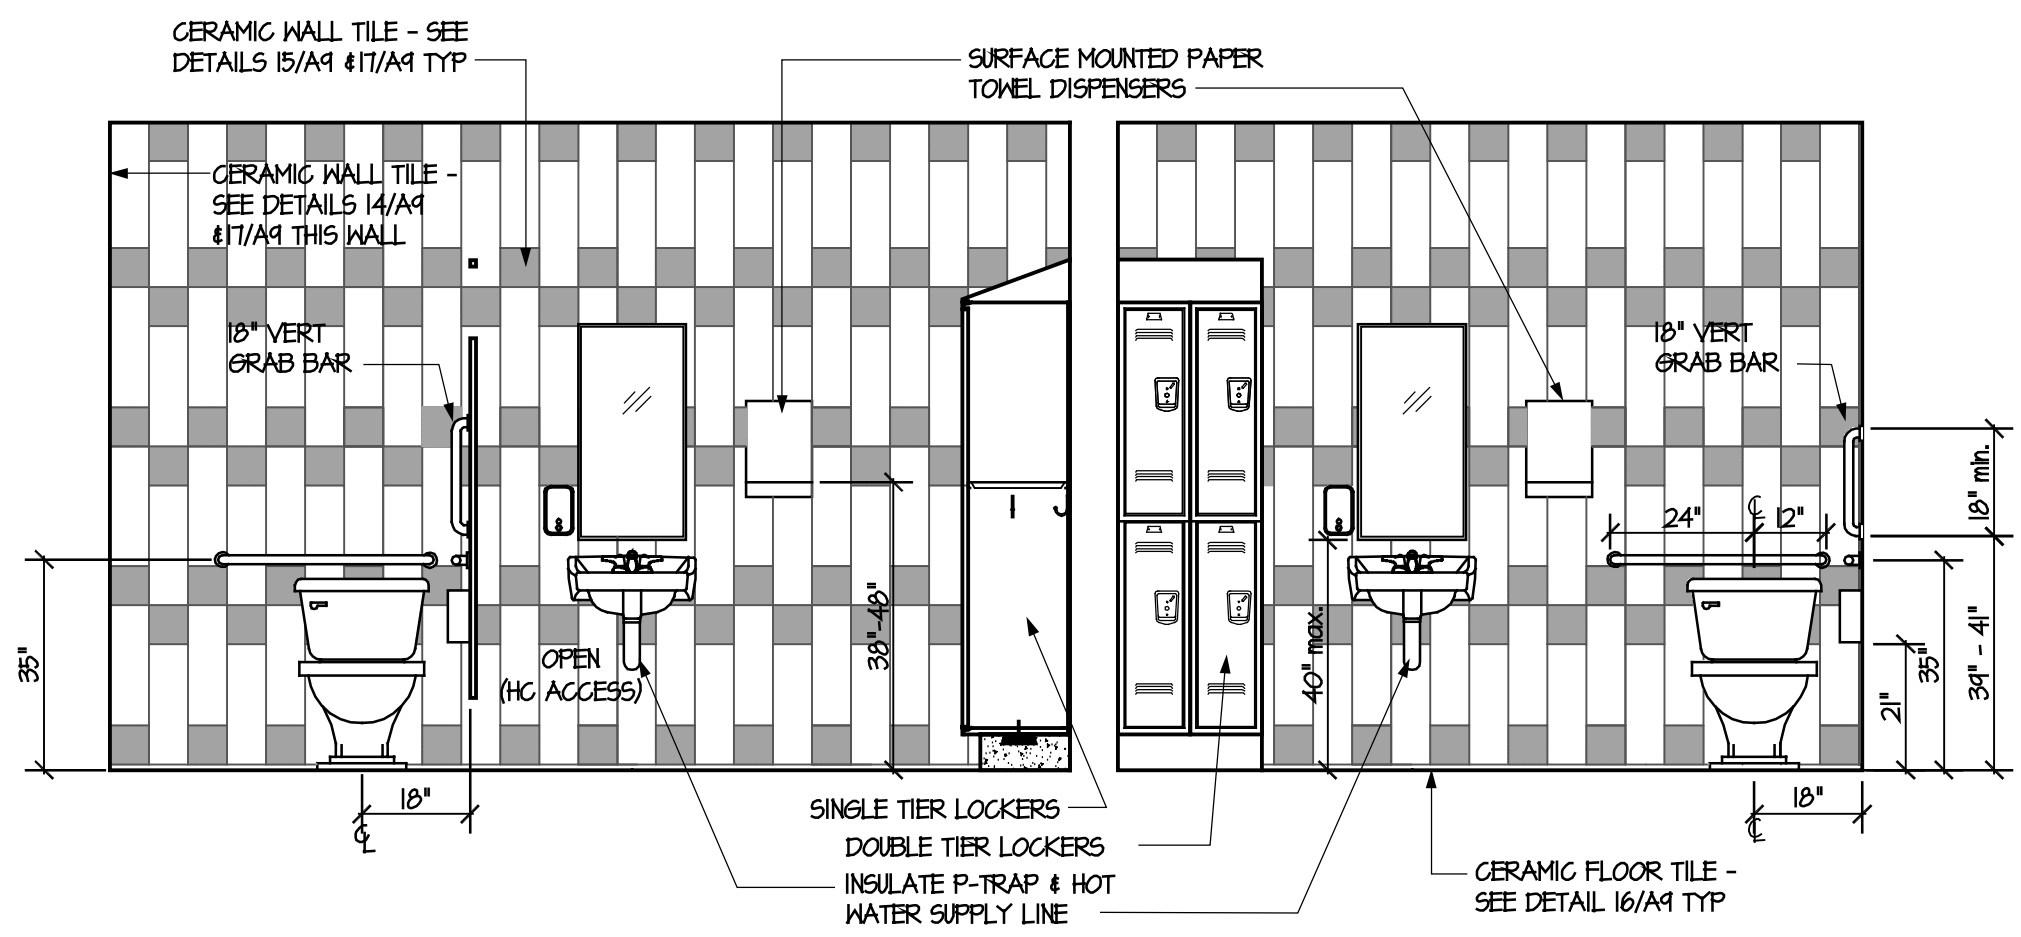 CERAMIC WALL TILE - SEE
DETAILS 15/A9 & 17/A9 TYP
SURFACE MOUNTED PAPER
TOWEL DISPENSERS
CERAMIC WALL TILE -
SEE DETAILS 14/A9
& 17/A9 THIS WALL
18" VERT
GRAB BAR
18" VERT
GRAB BAR
18" min.
24"
℄
12"
35"
OPEN
(HC ACCESS)
38"-48"
40" max.
21"
35"
39" - 41"
18"
℄
18"
℄
SINGLE TIER LOCKERS
DOUBLE TIER LOCKERS
INSULATE P-TRAP & HOT
WATER SUPPLY LINE
CERAMIC FLOOR TILE -
SEE DETAIL 16/A9 TYP